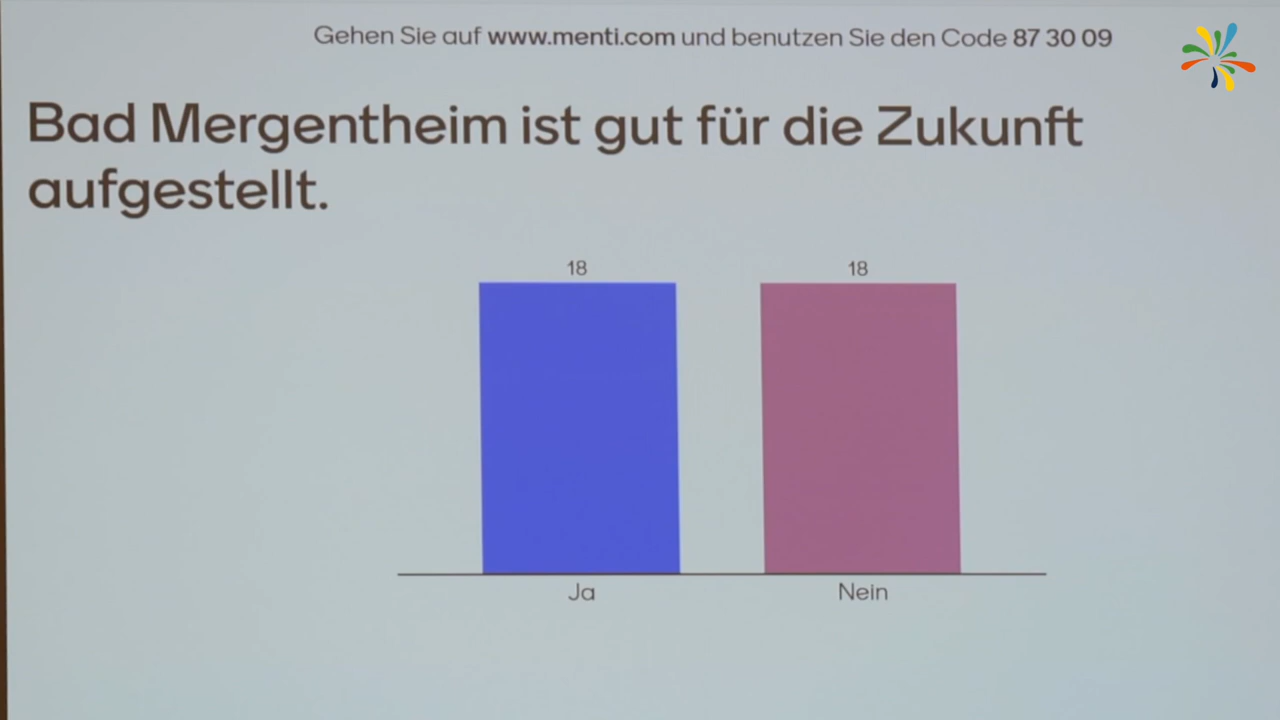 Gehen Sie auf www.menti.com und benutzen Sie den Code 87 30 09
Bad Mergentheim ist gut für die Zukunft
aufgestellt.
18 18
Ja Nein